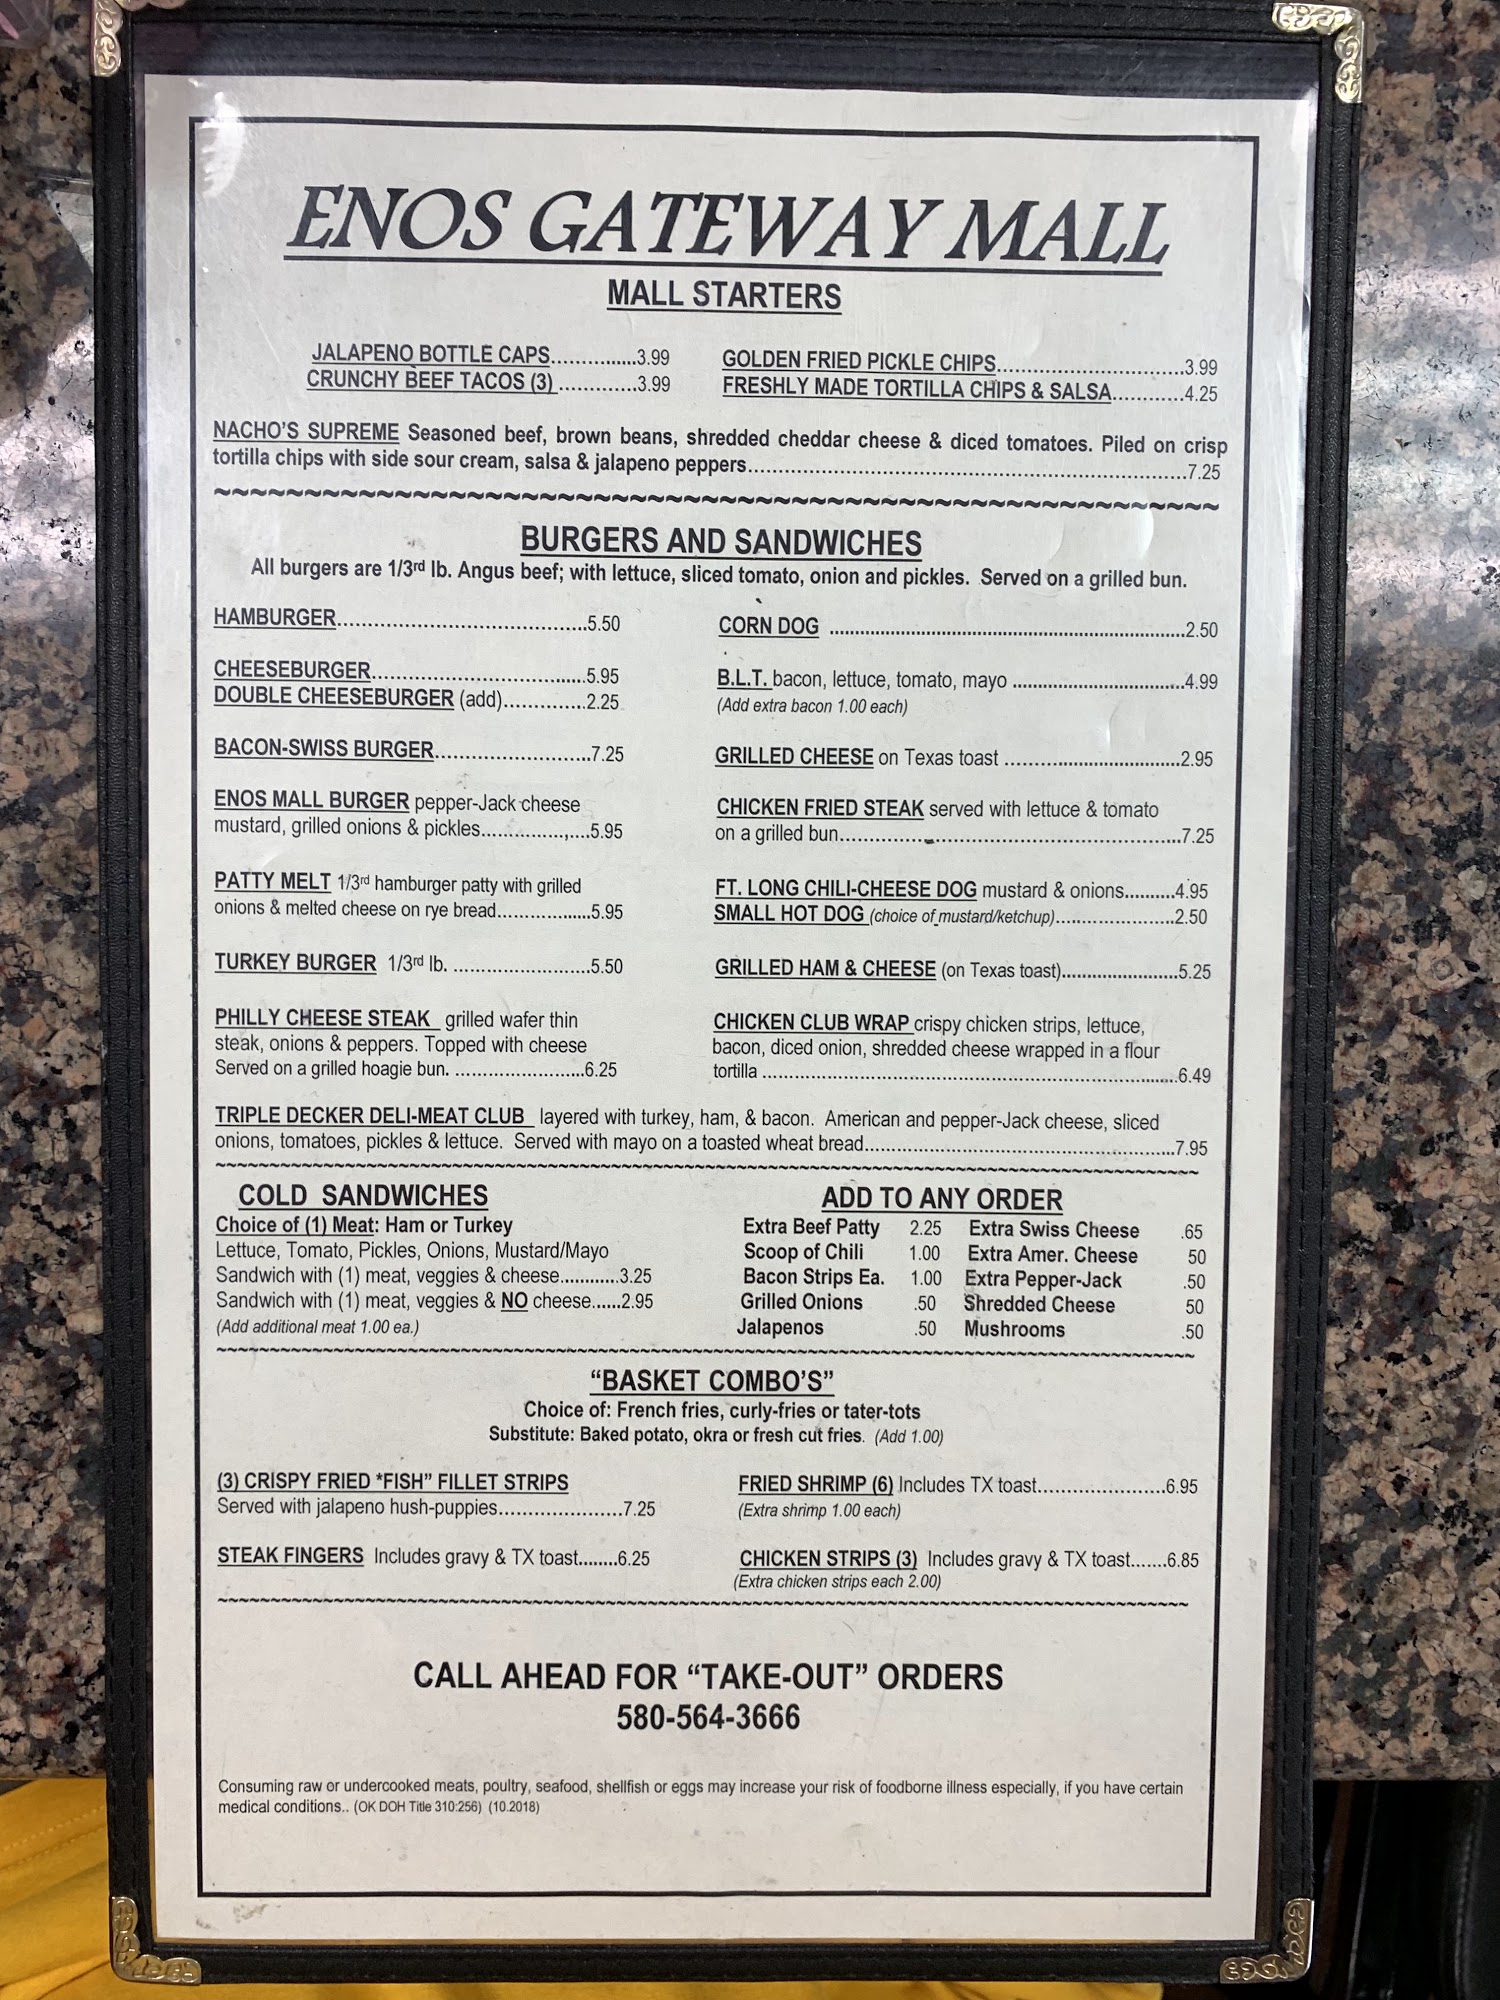 ENOS GATEWAY MALL
MALL STARTERS
JALAPENO BOTTLE CAPS..............3.99
CRUNCHY BEEF TACOS (3) .............3.99
GOLDEN FRIED PICKLE CHIPS...............................3.99
FRESHLY MADE TORTILLA CHIPS & SALSA............4.25
NACHO'S SUPREME Seasoned beef, brown beans, shredded cheddar cheese & diced tomatoes. Piled on crisp
tortilla chips with side sour cream, salsa & jalapeno peppers..........................................................................7.25
BURGERS AND SANDWICHES
All burgers are 1/3rd lb. Angus beef; with lettuce, sliced tomato, onion and pickles. Served on a grilled bun.
HAMBURGER.........................................5.50
CHEESEBURGER...................................5.95
DOUBLE CHEESEBURGER (add)..............2.25
BACON-SWISS BURGER..........................7.25
ENOS MALL BURGER pepper-Jack cheese
mustard, grilled onions & pickles..................5.95
PATTY MELT 1/3rd hamburger patty with grilled
onions & melted cheese on rye bread................5.95
TURKEY BURGER 1/3rd lb. .......................5.50
PHILLY CHEESE STEAK grilled wafer thin
steak, onions & peppers. Topped with cheese
Served on a grilled hoagie bun. ......................6.25
CORN DOG ..............................................................2.50
B.L.T. bacon, lettuce, tomato, mayo .............................4.99
(Add extra bacon 1.00 each)
GRILLED CHEESE on Texas toast ..............................2.95
CHICKEN FRIED STEAK served with lettuce & tomato
on a grilled bun..........................................................7.25
FT. LONG CHILI-CHEESE DOG mustard & onions.........4.95
SMALL HOT DOG (choice of mustard/ketchup)....................2.50
GRILLED HAM & CHEESE (on Texas toast)....................5.25
CHICKEN CLUB WRAP crispy chicken strips, lettuce,
bacon, diced onion, shredded cheese wrapped in a flour
tortilla .......................................................................6.49
TRIPLE DECKER DELI-MEAT CLUB layered with turkey, ham, & bacon. American and pepper-Jack cheese, sliced
onions, tomatoes, pickles & lettuce. Served with mayo on a toasted wheat bread....................................................7.95
COLD SANDWICHES
Choice of (1) Meat: Ham or Turkey
Lettuce, Tomato, Pickles, Onions, Mustard/Mayo
Sandwich with (1) meat, veggies & cheese...........3.25
Sandwich with (1) meat, veggies & NO cheese......2.95
(Add additional meat 1.00 ea.)
ADD TO ANY ORDER
Extra Beef Patty 2.25 Extra Swiss Cheese .65
Scoop of Chili 1.00 Extra Amer. Cheese 50
Bacon Strips Ea. 1.00 Extra Pepper-Jack .50
Grilled Onions .50 Shredded Cheese 50
Jalapenos .50 Mushrooms .50
"BASKET COMBO'S"
Choice of: French fries, curly-fries or tater-tots
Substitute: Baked potato, okra or fresh cut fries. (Add 1.00)
(3) CRISPY FRIED *FISH" FILLET STRIPS
Served with jalapeno hush-puppies......................7.25
STEAK FINGERS Includes gravy & TX toast........6.25
FRIED SHRIMP (6) Includes TX toast......................6.95
(Extra shrimp 1.00 each)
CHICKEN STRIPS (3) Includes gravy & TX toast.......6.85
(Extra chicken strips each 2.00)
CALL AHEAD FOR "TAKE-OUT" ORDERS
580-564-3666
Consuming raw or undercooked meats, poultry, seafood, shellfish or eggs may increase your risk of foodborne illness especially, if you have certain
medical conditions.. (OK DOH Title 310:256) (10.2018)